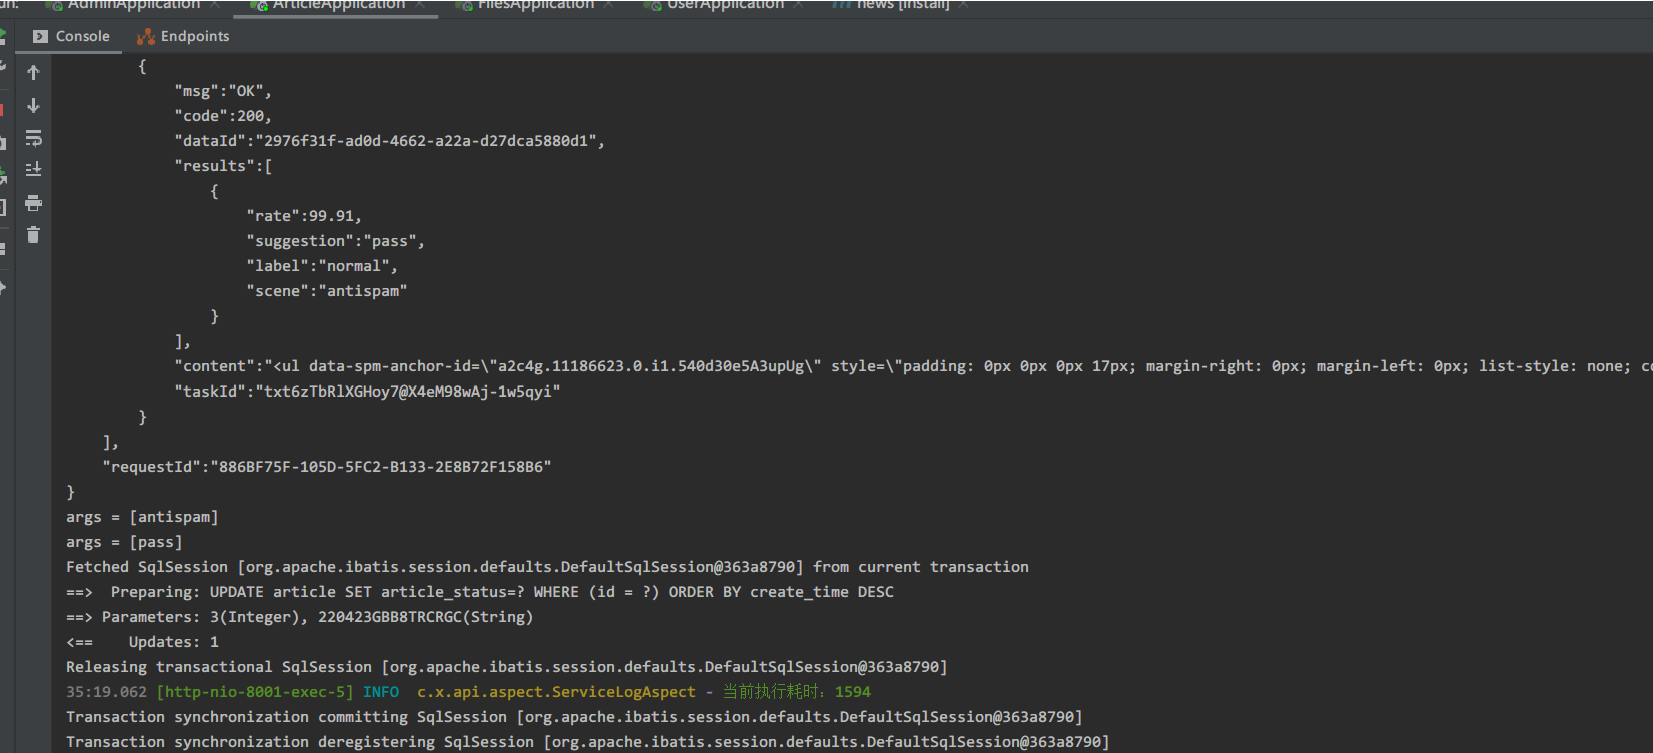 AdminApplication ArticleApplication FilesApplication UserApplication news [install]
Console Endpoints
{
"msg":"OK",
"code":200,
"dataId":"2976f31f-ad0d-4662-a22a-d27dca5880d1",
"results":[
{
"rate":99.91,
"suggestion":"pass",
"label":"normal",
"scene":"antispam"
}
],
"content":"<ul data-spm-anchor-id=\"a2c4g.11186623.0.i1.540d30e5A3upUg\" style=\"padding: 0px 0px 0px 17px; margin-right: 0px; margin-left: 0px; list-style: none; co
"taskId":"txt6zTbRlXGHoy7@X4eM98wAj-1w5qyi"
}
],
"requestId":"886BF75F-105D-5FC2-B133-2E8B72F158B6"
}
args = [antispam]
args = [pass]
Fetched SqlSession [org.apache.ibatis.session.defaults.DefaultSqlSession@363a8790] from current transaction
==>  Preparing: UPDATE article SET article_status=? WHERE (id = ?) ORDER BY create_time DESC
==> Parameters: 3(Integer), 220423GBB8TRCRGC(String)
<==    Updates: 1
Releasing transactional SqlSession [org.apache.ibatis.session.defaults.DefaultSqlSession@363a8790]
35:19.062 [http-nio-8001-exec-5] INFO  c.x.api.aspect.ServiceLogAspect - 当前执行耗时：1594
Transaction synchronization committing SqlSession [org.apache.ibatis.session.defaults.DefaultSqlSession@363a8790]
Transaction synchronization deregistering SqlSession [org.apache.ibatis.session.defaults.DefaultSqlSession@363a8790]